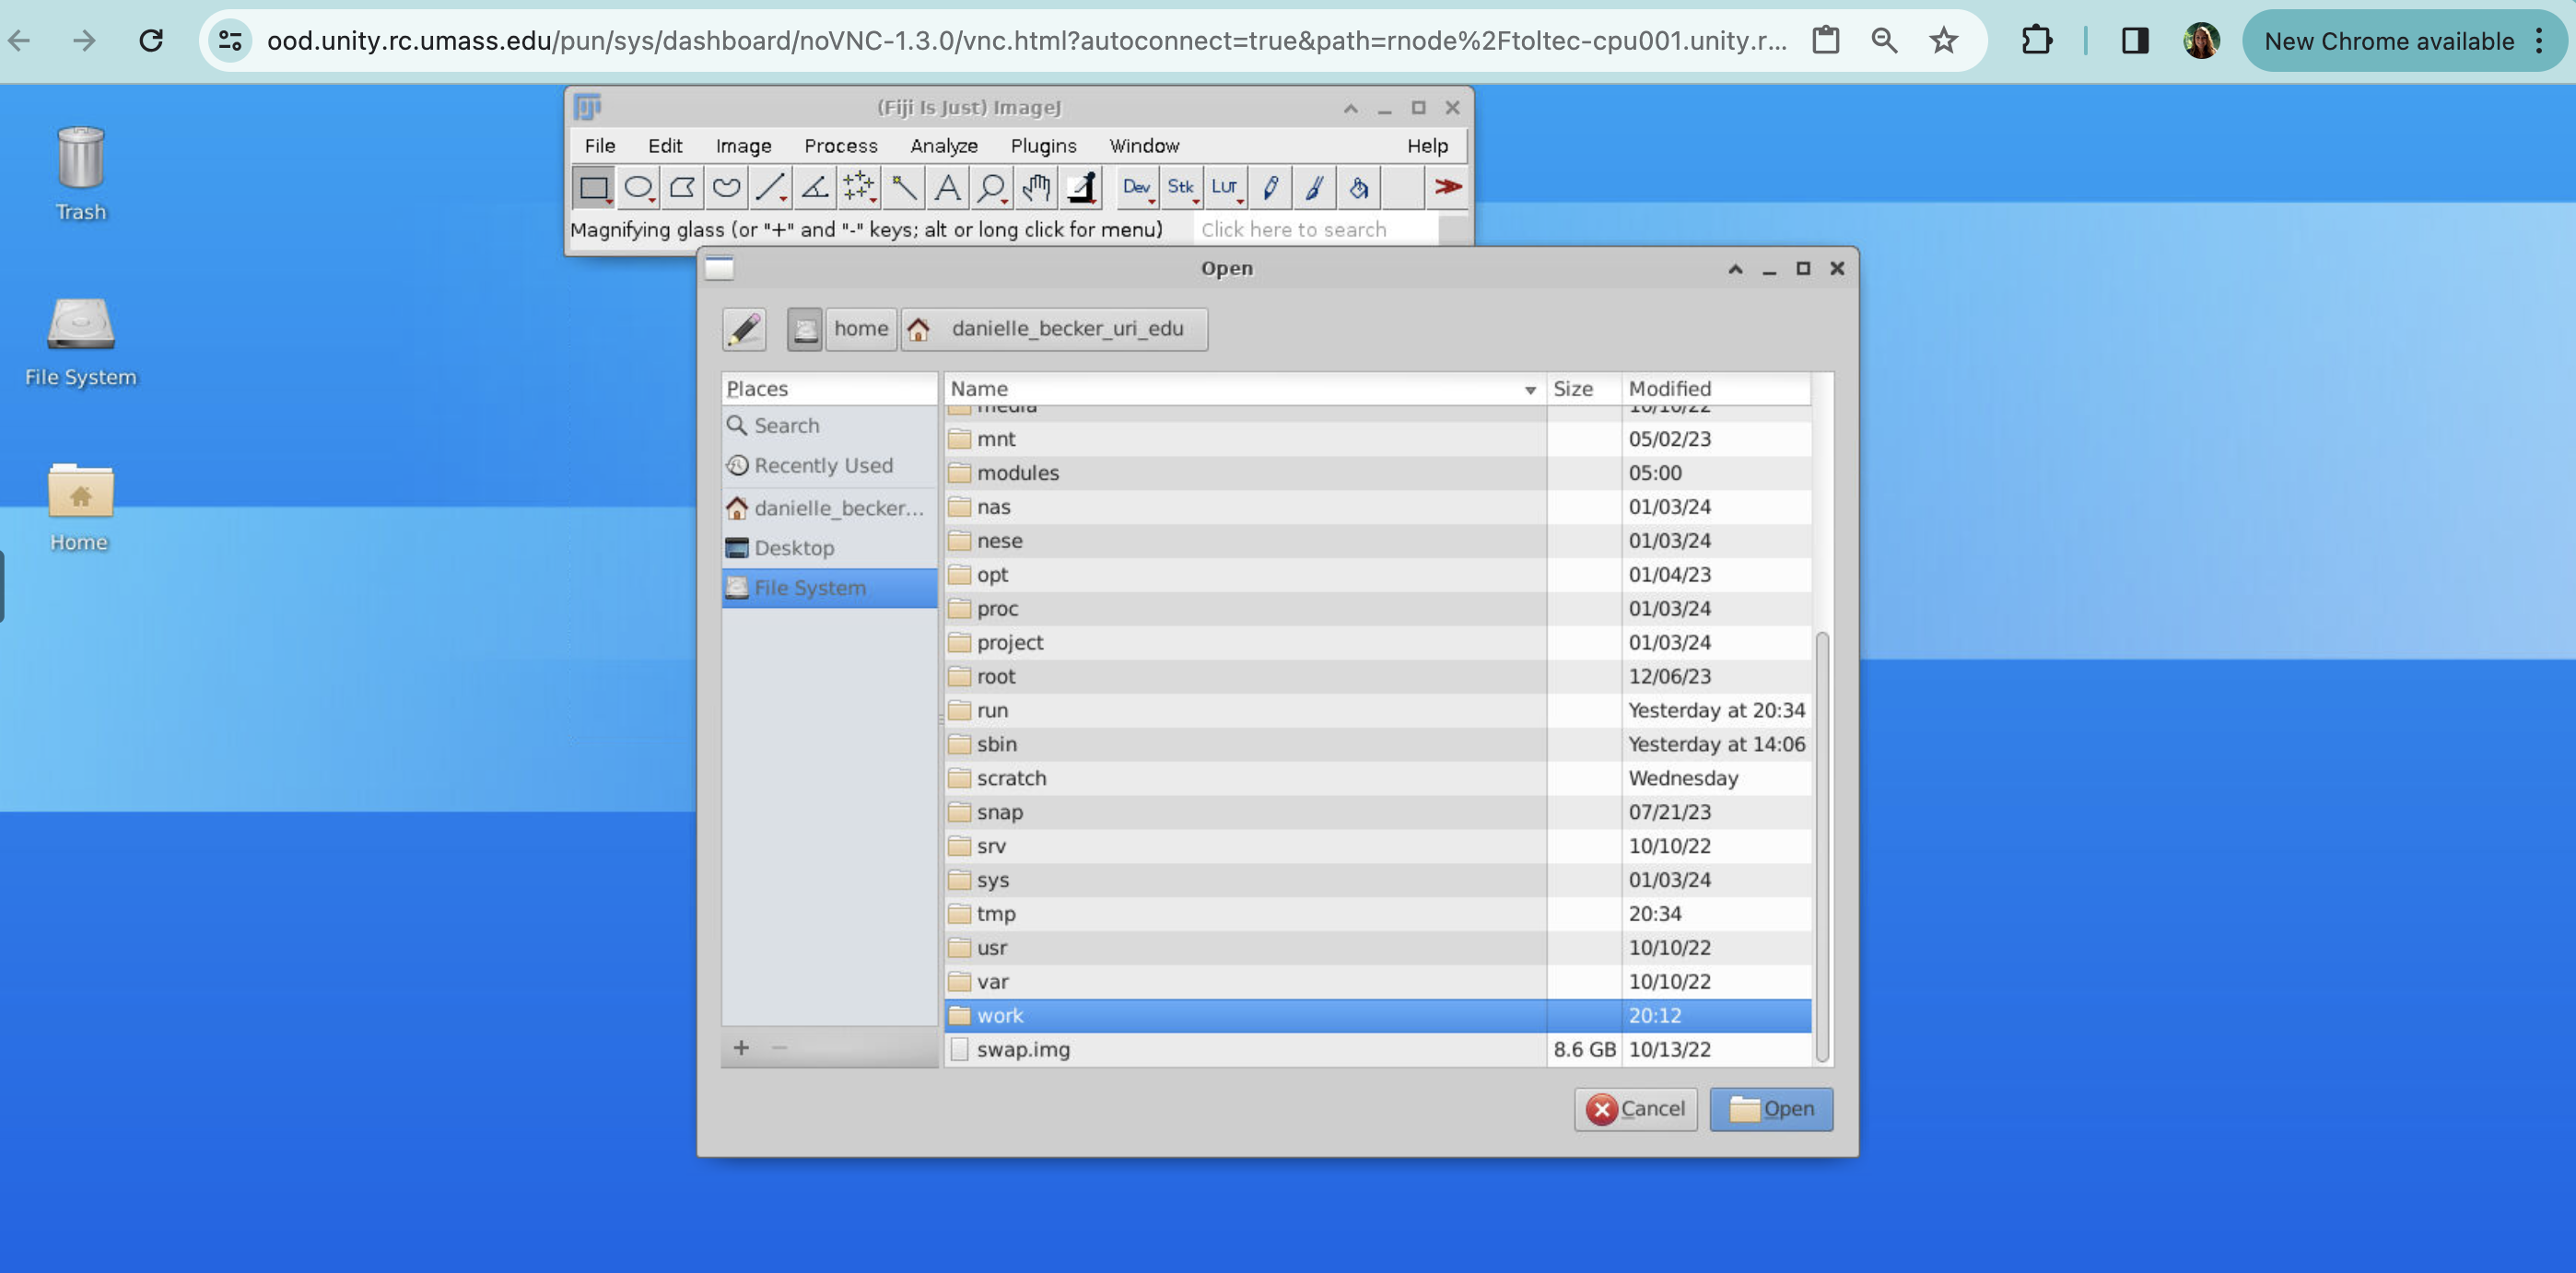 ood.unity.rc.umass.edu/pun/sys/dashboard/noVNC-1.3.0/vnc.html?autoconnect=true&path=rnode%2Ftoltec-cpu001.unity.r...
New Chrome available
Trash
File System
Home
(Fiji Is Just) ImageJ
File Edit Image Process Analyze Plugins Window Help
Dev Stk LUT
Magnifying glass (or "+" and "-" keys; alt or long click for menu) Click here to search
Open
home danielle_becker_uri_edu
Places
Search
Recently Used
danielle_becker...
Desktop
File System
Name Size Modified
media 10/10/22
mnt 05/02/23
modules 05:00
nas 01/03/24
nese 01/03/24
opt 01/04/23
proc 01/03/24
project 01/03/24
root 12/06/23
run Yesterday at 20:34
sbin Yesterday at 14:06
scratch Wednesday
snap 07/21/23
srv 10/10/22
sys 01/03/24
tmp 20:34
usr 10/10/22
var 10/10/22
work 20:12
swap.img 8.6 GB 10/13/22
Cancel Open